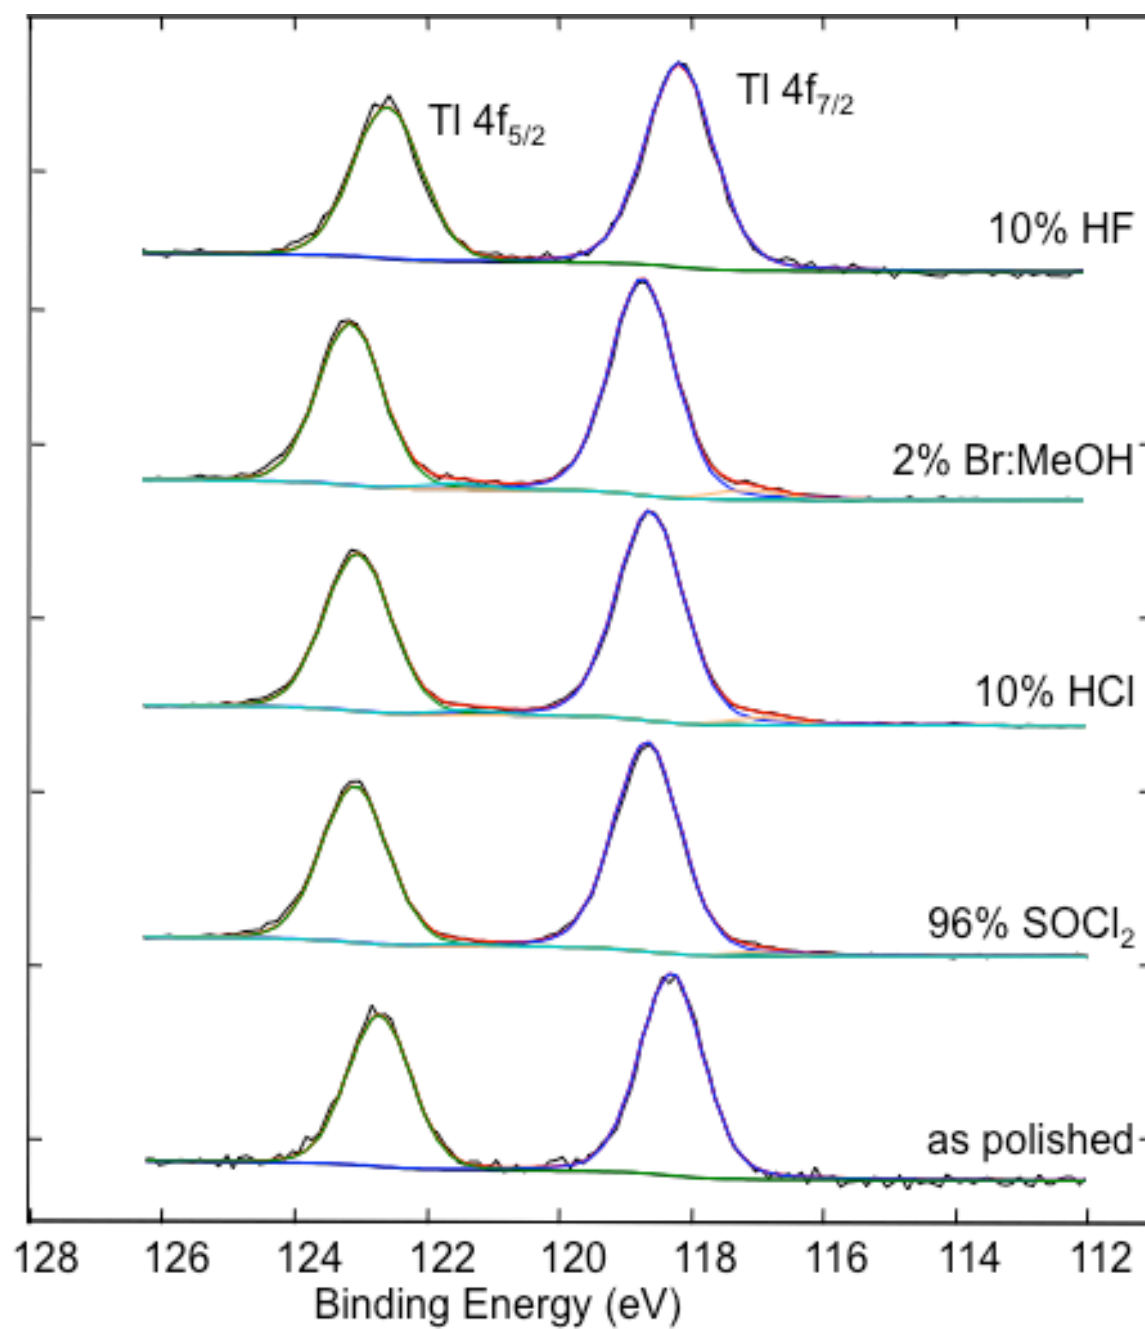 Tl 4f5/2
Tl 4f7/2
10% HF
2% Br:MeOH
10% HCl
96% SOCl2
as polished
128 126 124 122 120 118 116 114 112
Binding Energy (eV)